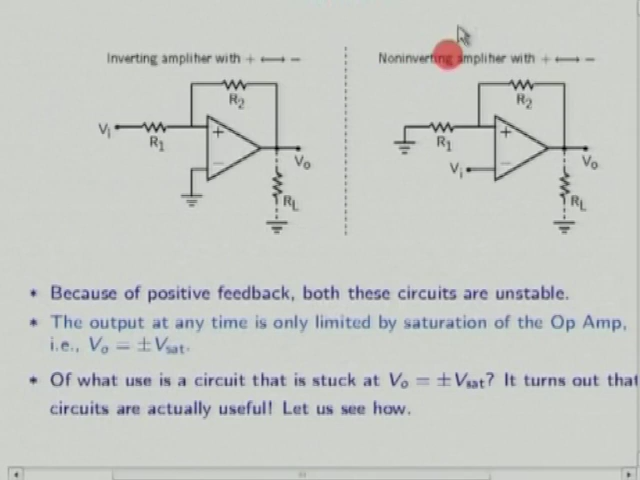 Inverting amplifier with + ⟷ −
Noninverting amplifier with + ⟷ −
R2
Vi
R1
+
−
Vo
RL
R2
R1
Vi
+
−
Vo
RL
* Because of positive feedback, both these circuits are unstable.
* The output at any time is only limited by saturation of the Op Amp,
i.e., Vo = ±Vsat.
* Of what use is a circuit that is stuck at Vo = ±Vsat? It turns out that
circuits are actually useful! Let us see how.